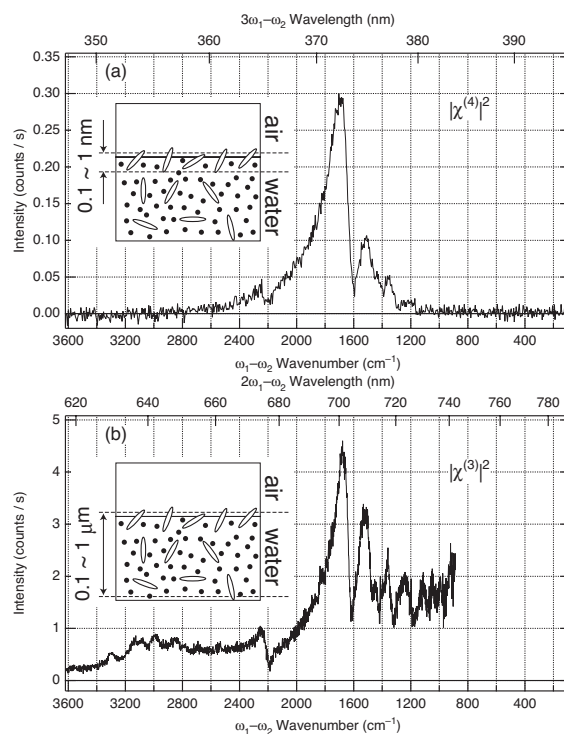 3ω₁–ω₂ Wavelength (nm)
360 370 380 390
(a)
|χ⁽⁴⁾|²
0.35
0.30
0.25
0.20
0.15
0.10
0.05
0.00
Intensity (counts / s)
0.1 ~ 1 nm
air
water
3600 3200 2800 2400 2000 1600 1200 800 400
ω₁–ω₂ Wavenumber (cm⁻¹)
2ω₁–ω₂ Wavelength (nm)
620 640 660 680 700 720 740 760 780
(b)
|χ⁽³⁾|²
5
4
3
2
1
0
Intensity (counts / s)
0.1 ~ 1 μm
air
water
3600 3200 2800 2400 2000 1600 1200 800 400
ω₁–ω₂ Wavenumber (cm⁻¹)